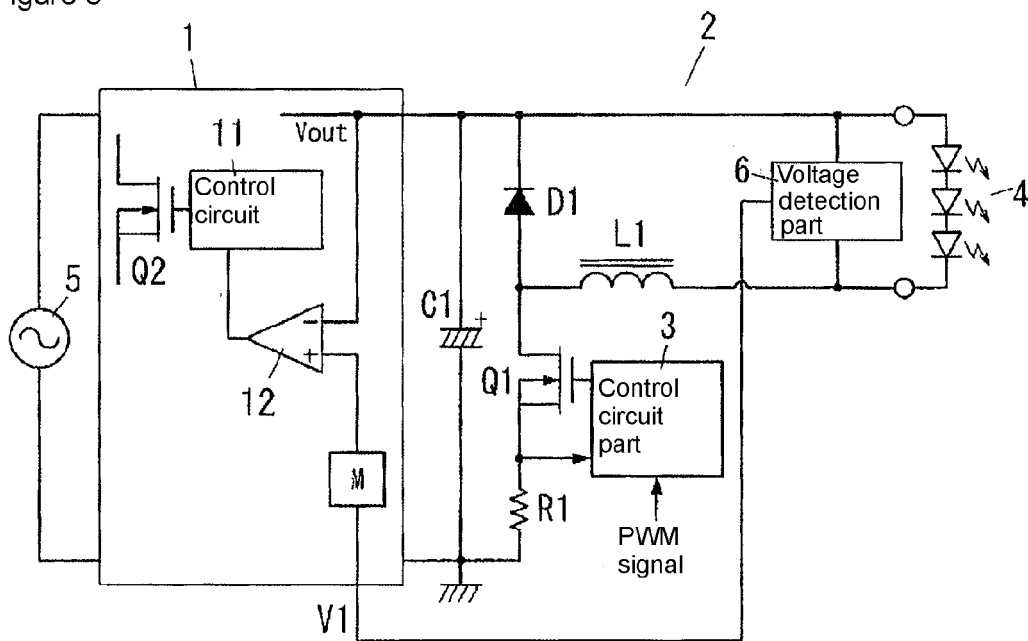 1
2
11
Vout
Control
circuit
Q2
5
12
M
C1
+
D1
L1
6
Voltage
detection
part
4
3
Q1
Control
circuit
part
R1
PWM
signal
V1